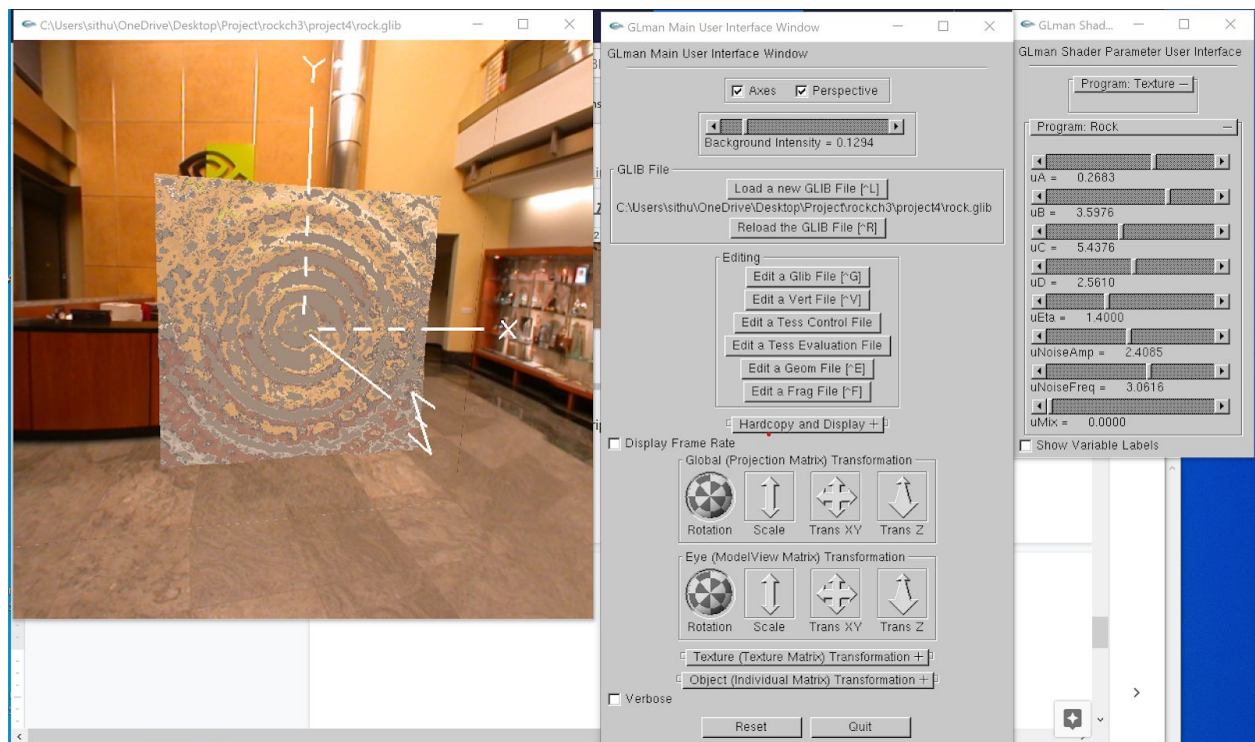 C:\Users\sithu\OneDrive\Desktop\Project\rockch3\project4\rock.glib
Y
X
GLman Main User Interface Window
GLman Main User Interface Window
Axes
Perspective
Background Intensity = 0.1294
GLIB File
Load a new GLIB File [^L]
C:\Users\sithu\OneDrive\Desktop\Project\rockch3\project4\rock.glib
Reload the GLIB File [^R]
Editing
Edit a Glib File [^G]
Edit a Vert File [^V]
Edit a Tess Control File
Edit a Tess Evaluation File
Edit a Geom File [^E]
Edit a Frag File [^F]
Hardcopy and Display +
Display Frame Rate
Global (Projection Matrix) Transformation
Rotation Scale Trans XY Trans Z
Eye (ModelView Matrix) Transformation
Rotation Scale Trans XY Trans Z
Texture (Texture Matrix) Transformation +
Object (Individual Matrix) Transformation +
Verbose
Reset Quit
GLman Shad...
GLman Shader Parameter User Interface
Program: Texture −
Program: Rock −
uA = 0.2683
uB = 3.5976
uC = 5.4376
uD = 2.5610
uEta = 1.4000
uNoiseAmp = 2.4085
uNoiseFreq = 3.0616
uMix = 0.0000
Show Variable Labels